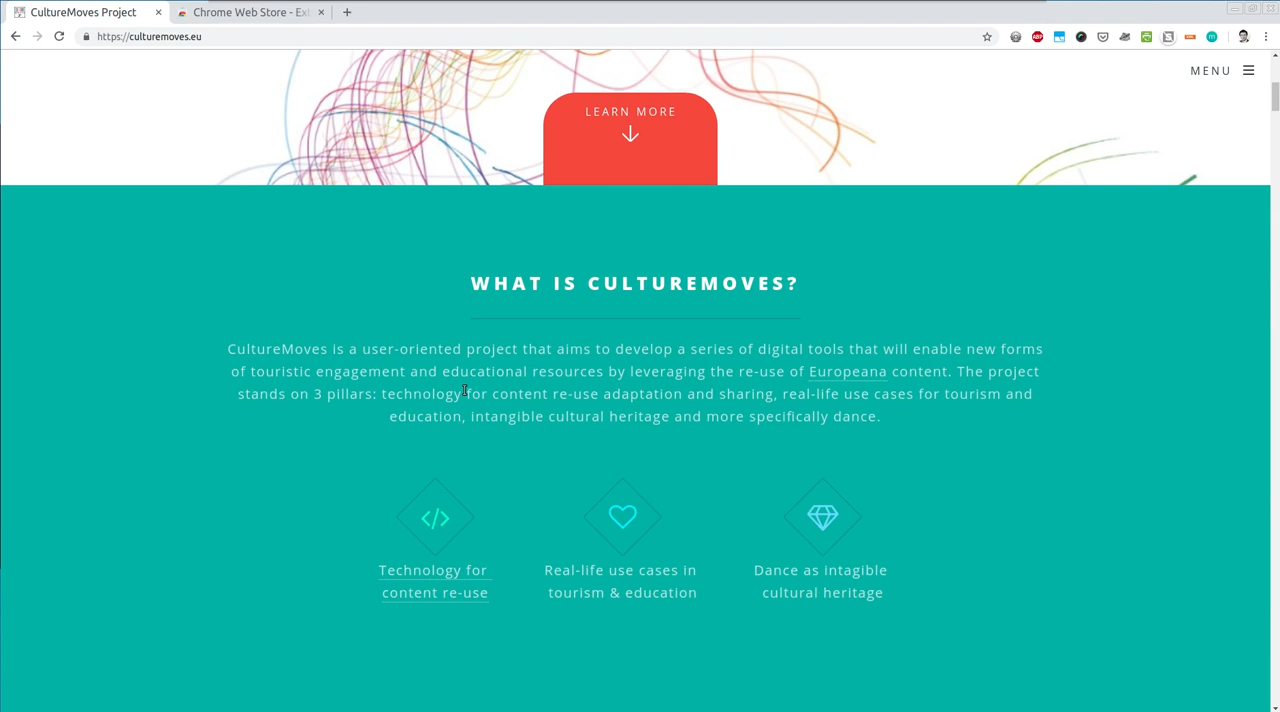 CultureMoves Project
Chrome Web Store - Ext
https://culturemoves.eu
MENU
LEARN MORE
WHAT IS CULTUREMOVES?
CultureMoves is a user-oriented project that aims to develop a series of digital tools that will enable new forms
of touristic engagement and educational resources by leveraging the re-use of Europeana content. The project
stands on 3 pillars: technology for content re-use adaptation and sharing, real-life use cases for tourism and
education, intangible cultural heritage and more specifically dance.
Technology for
content re-use
Real-life use cases in
tourism & education
Dance as intagible
cultural heritage